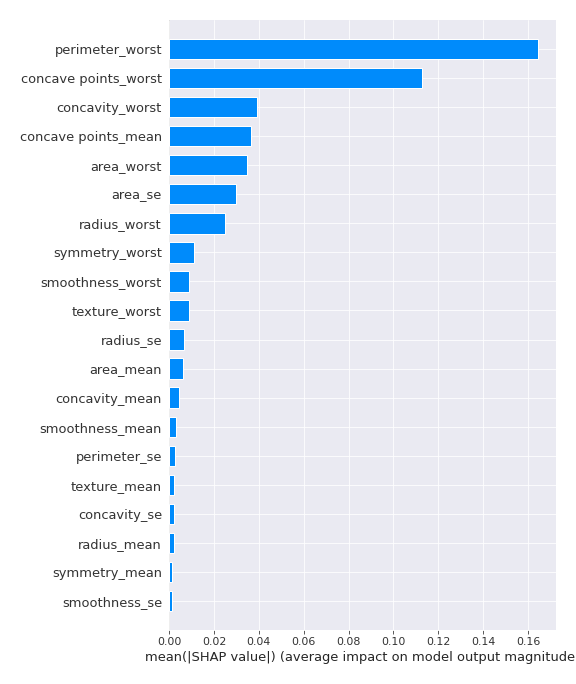 perimeter_worst
concave points_worst
concavity_worst
concave points_mean
area_worst
area_se
radius_worst
symmetry_worst
smoothness_worst
texture_worst
radius_se
area_mean
concavity_mean
smoothness_mean
perimeter_se
texture_mean
concavity_se
radius_mean
symmetry_mean
smoothness_se
0.00 0.02 0.04 0.06 0.08 0.10 0.12 0.14 0.16
mean(|SHAP value|) (average impact on model output magnitude